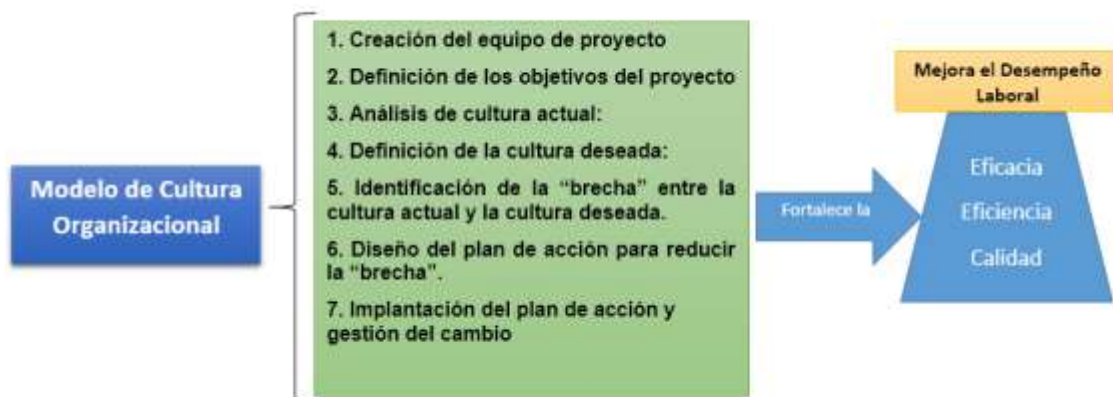 Modelo de Cultura
Organizacional
1. Creación del equipo de proyecto
2. Definición de los objetivos del proyecto
3. Análisis de cultura actual:
4. Definición de la cultura deseada:
5. Identificación de la “brecha” entre la
cultura actual y la cultura deseada.
6. Diseño del plan de acción para reducir
la “brecha”.
7. Implantación del plan de acción y
gestión del cambio
Fortalece la
Mejora el Desempeño
Laboral
Eficacia
Eficiencia
Calidad